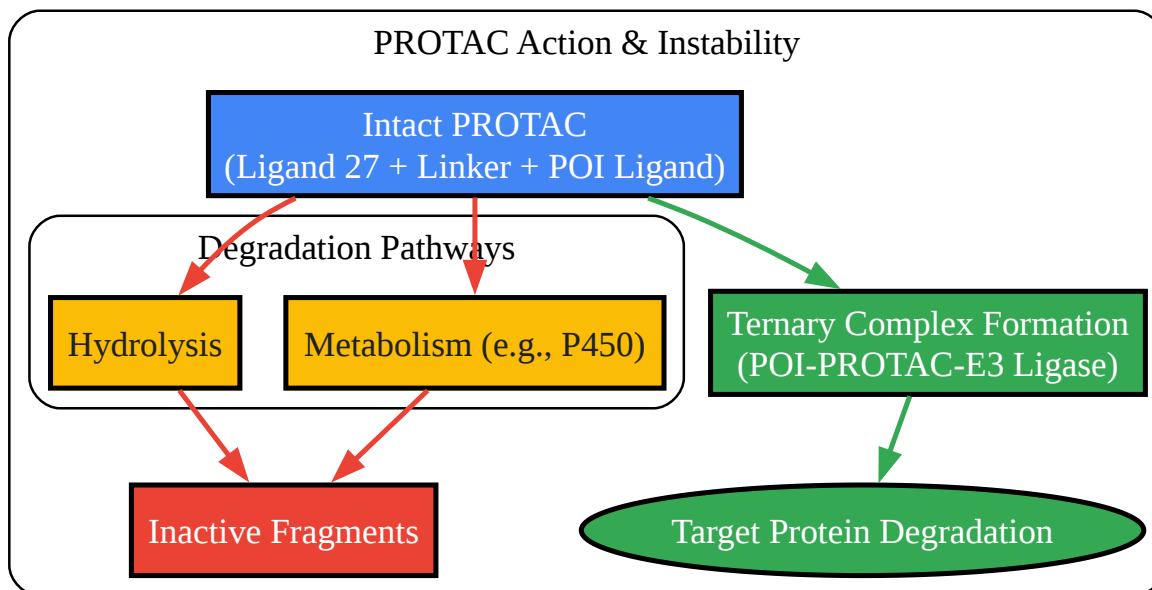 PROTAC Action & Instability
Intact PROTAC
(Ligand 27 + Linker + POI Ligand)
Degradation Pathways
Hydrolysis
Metabolism (e.g., P450)
Ternary Complex Formation
(POI-PROTAC-E3 Ligase)
Inactive Fragments
Target Protein Degradation